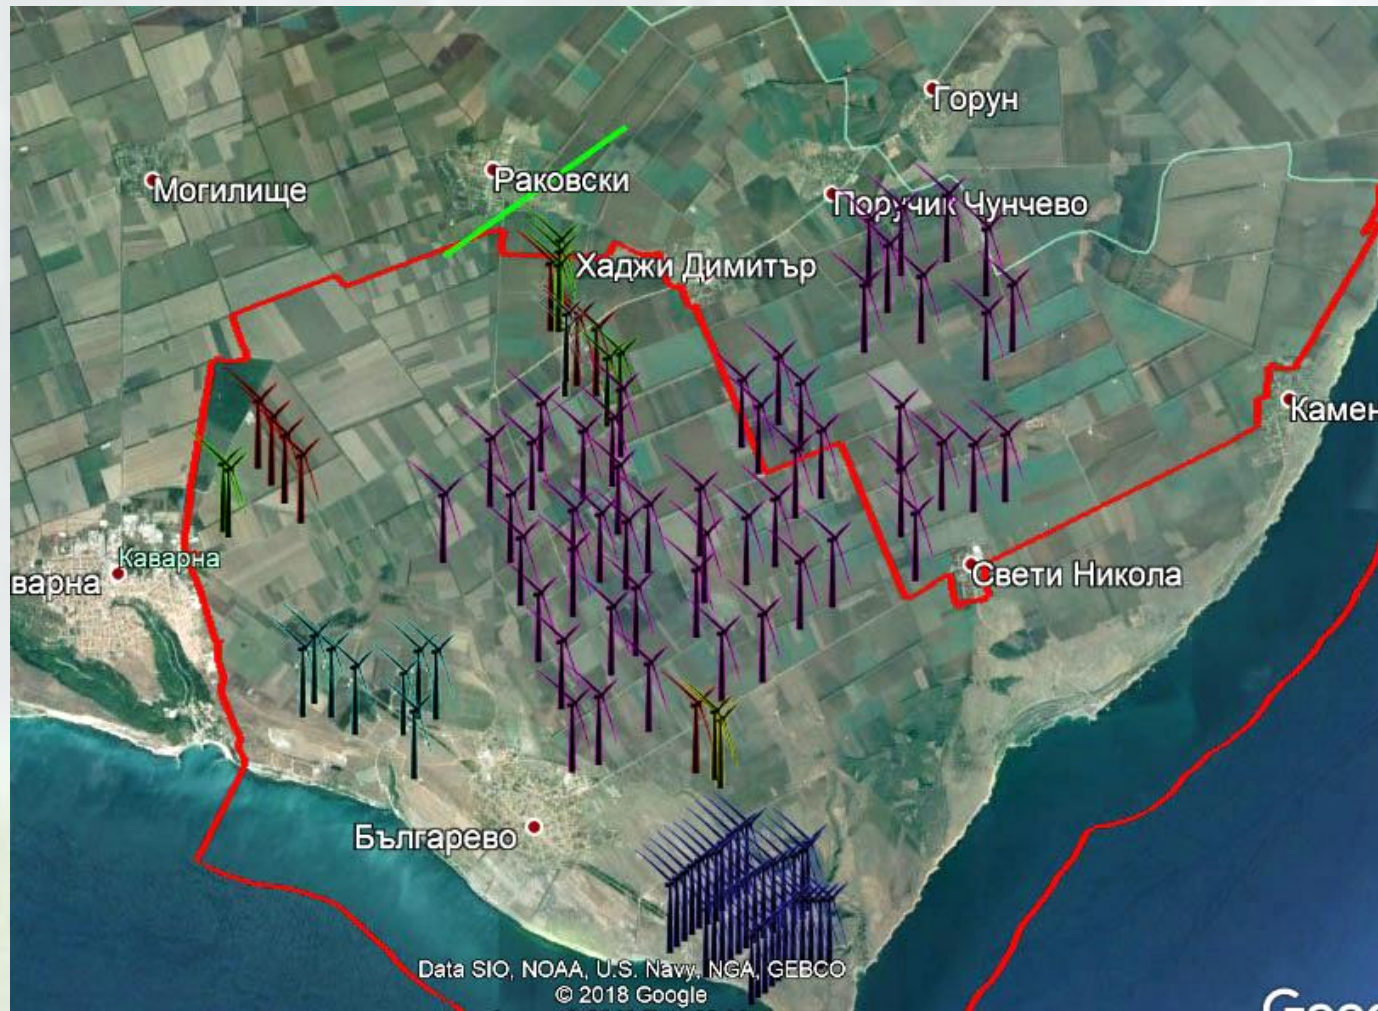 Горун
Могилище
Раковски
Поручик Чунчево
Хаджи Димитър
Камен
Каварна
варна
Свети Никола
Българево
Data SIO, NOAA, U.S. Navy, NGA, GEBCO
© 2018 Google